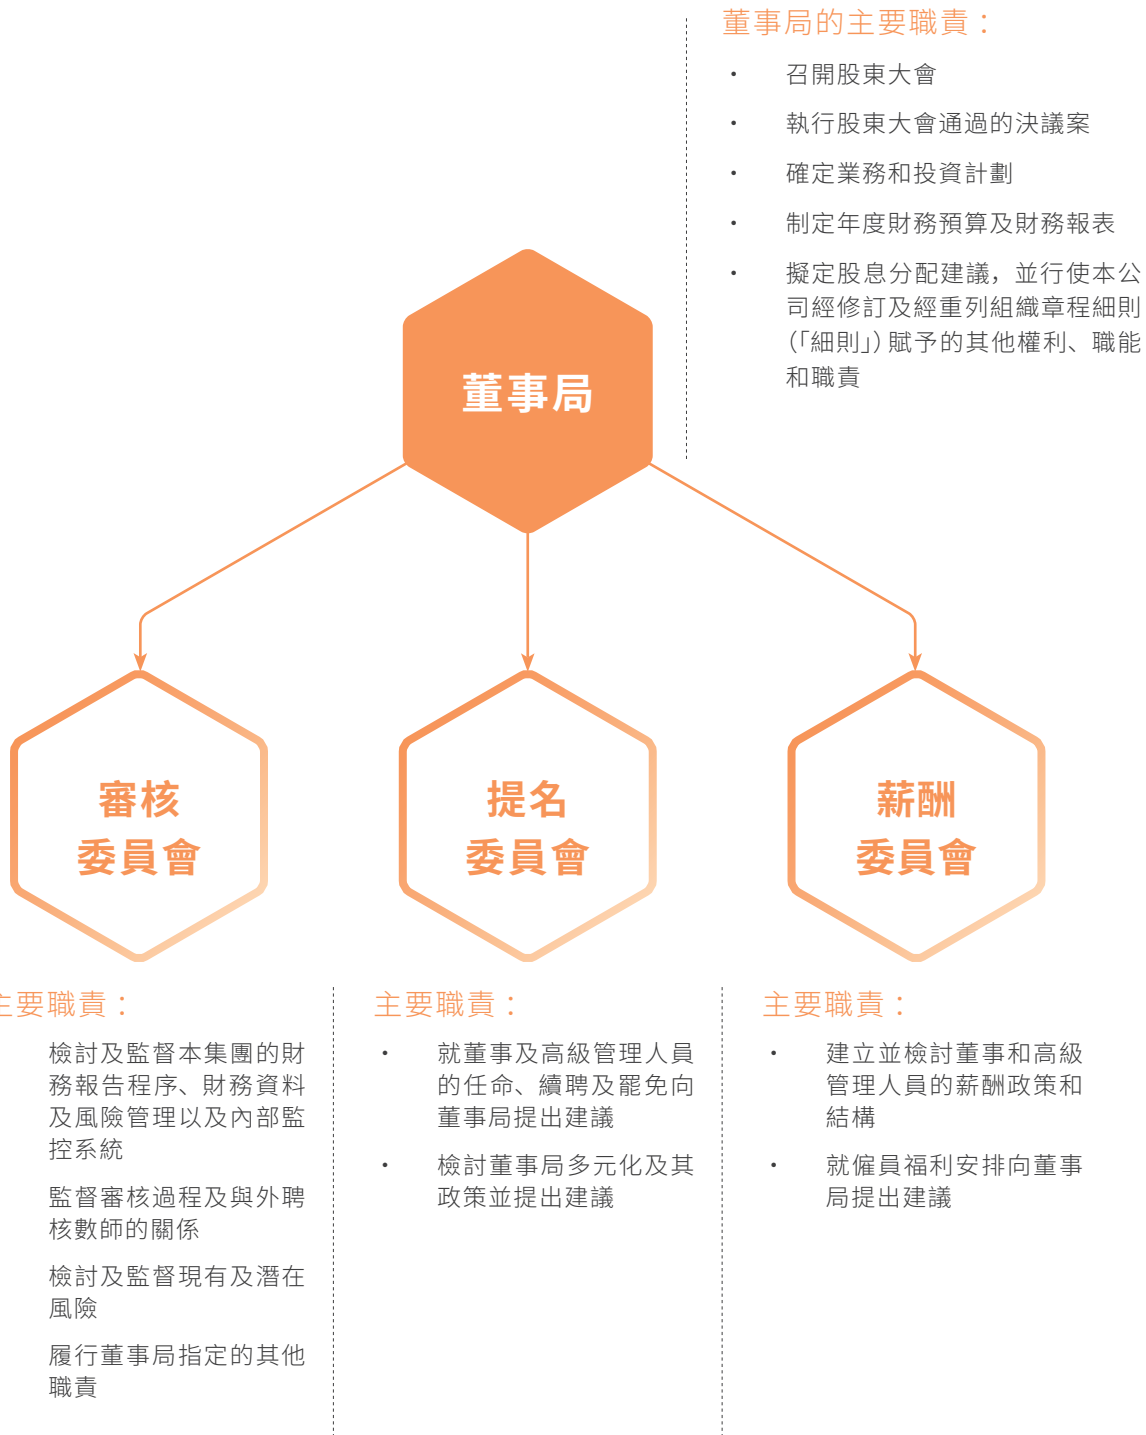 董事局的主要職責：
• 召開股東大會
• 執行股東大會通過的決議案
• 確定業務和投資計劃
• 制定年度財務預算及財務報表
• 擬定股息分配建議，並行使本公
司經修訂及經重列組織章程細則
（「細則」）賦予的其他權利、職能
和職責
董事局
審核
委員會
提名
委員會
薪酬
委員會
主要職責：
檢討及監督本集團的財
務報告程序、財務資料
及風險管理以及內部監
控系統
監督審核過程及與外聘
核數師的關係
檢討及監督現有及潛在
風險
履行董事局指定的其他
職責
主要職責：
• 就董事及高級管理人員
的任命、續聘及罷免向
董事局提出建議
• 檢討董事局多元化及其
政策並提出建議
主要職責：
• 建立並檢討董事和高級
管理人員的薪酬政策和
結構
• 就僱員福利安排向董事
局提出建議